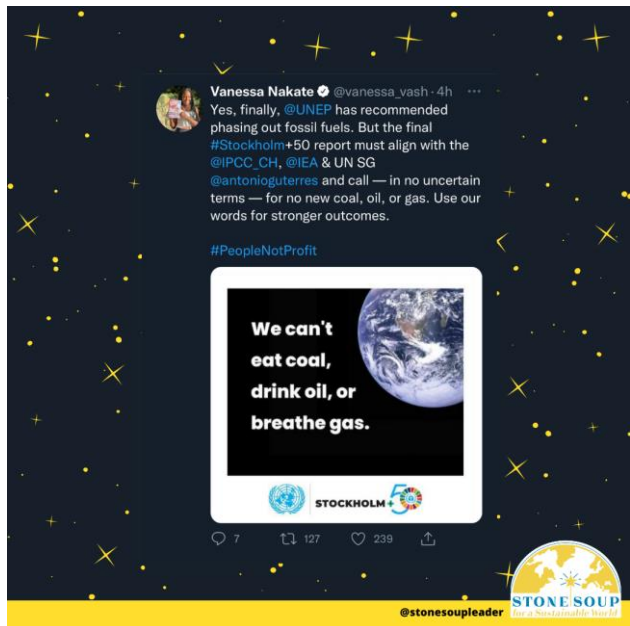 Vanessa Nakate @vanessa_vash · 4h ...
Yes, finally, @UNEP has recommended
phasing out fossil fuels. But the final
#Stockholm+50 report must align with the
@IPCC_CH, @IEA & UN SG
@antonioguterres and call — in no uncertain
terms — for no new coal, oil, or gas. Use our
words for stronger outcomes.
#PeopleNotProfit
We can't
eat coal,
drink oil, or
breathe gas.
STOCKHOLM+50
7 127 239
@stonesoupleader
STONE SOUP
for a Sustainable World